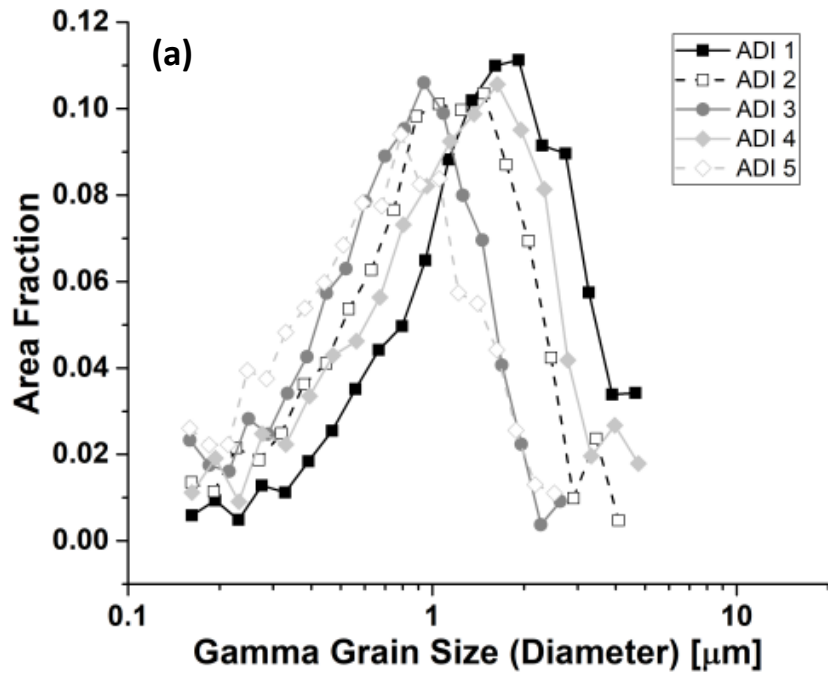 (a)
ADI 1
ADI 2
ADI 3
ADI 4
ADI 5
0.12
0.10
0.08
0.06
0.04
0.02
0.00
Area Fraction
0.1
1
10
Gamma Grain Size (Diameter) [μm]